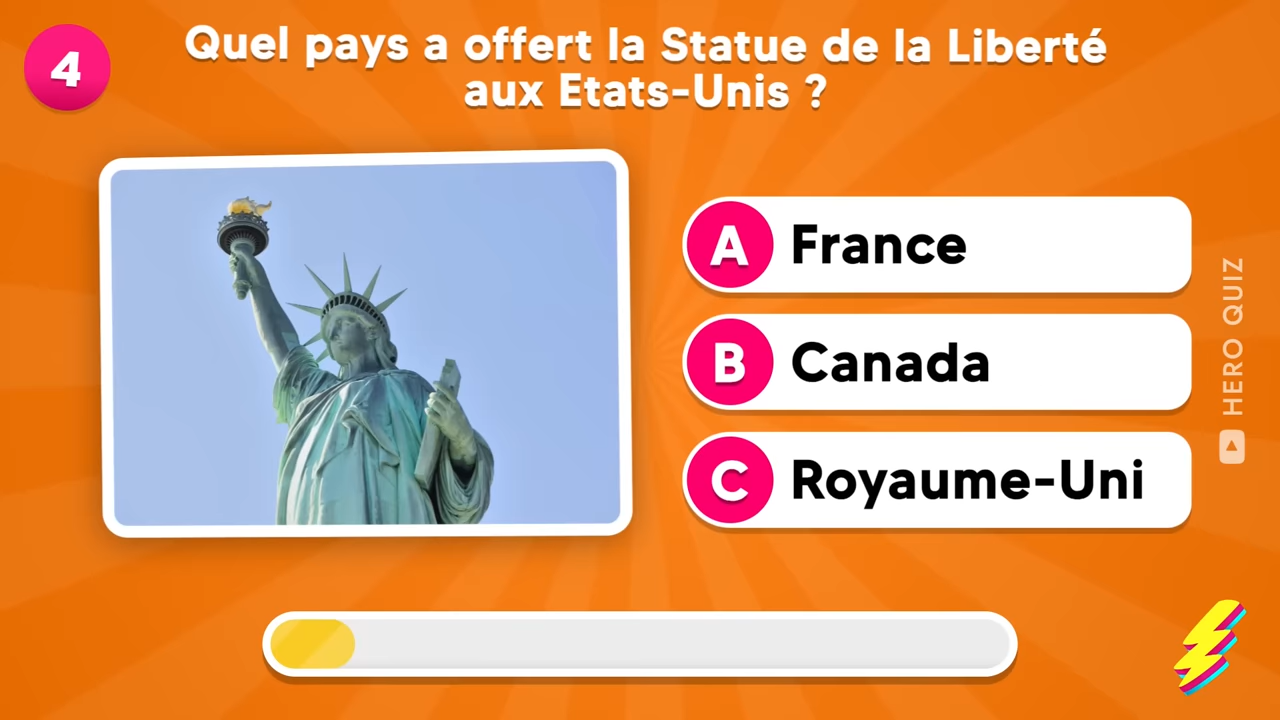 4
Quel pays a offert la Statue de la Liberté
aux Etats-Unis ?
A France
B Canada
C Royaume-Uni
HERO QUIZ